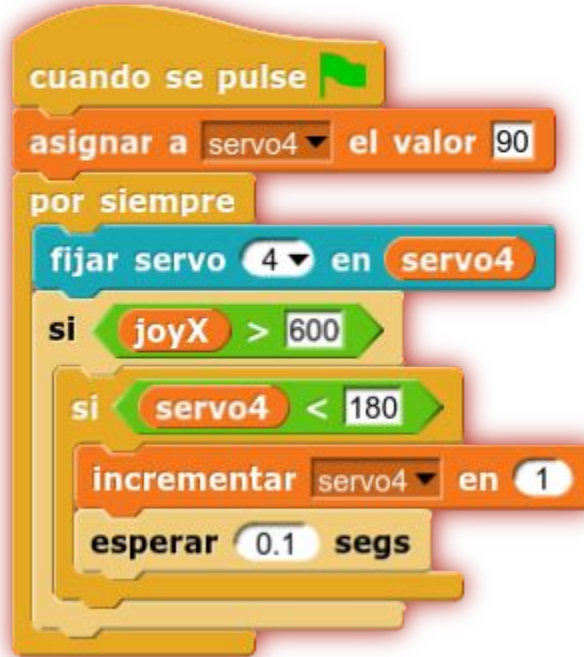 cuando se pulse
asignar a servo4 el valor 90
por siempre
fijar servo 4 en servo4
si joyX > 600
si servo4 < 180
incrementar servo4 en 1
esperar 0.1 segs